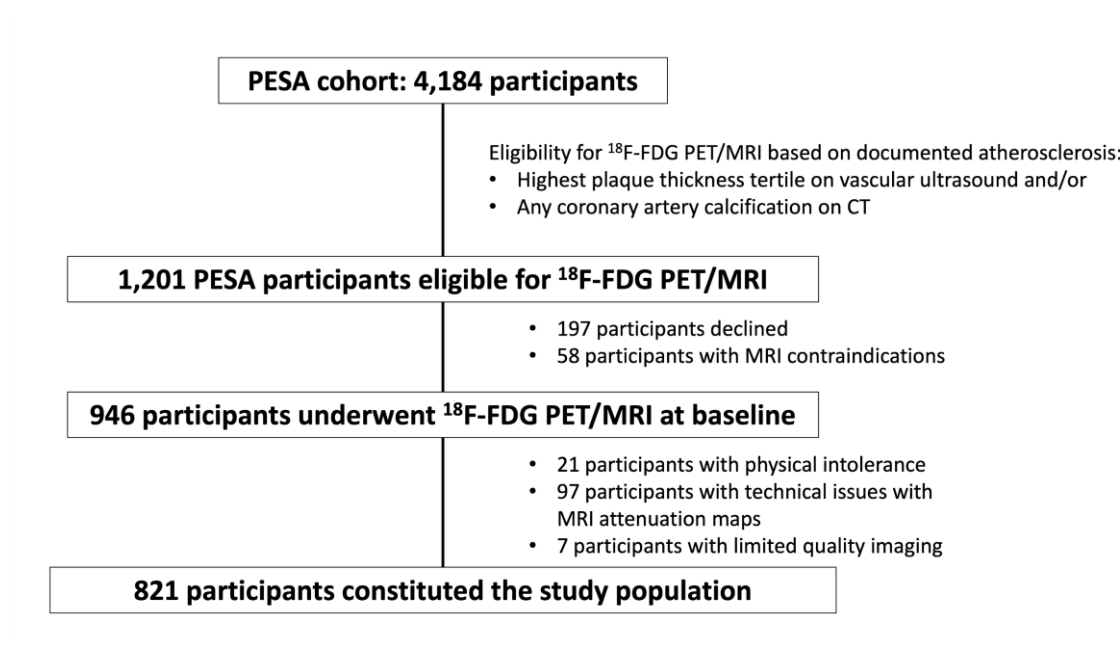 PESA cohort: 4,184 participants
Eligibility for ¹⁸F-FDG PET/MRI based on documented atherosclerosis:
• Highest plaque thickness tertile on vascular ultrasound and/or
• Any coronary artery calcification on CT
1,201 PESA participants eligible for ¹⁸F-FDG PET/MRI
• 197 participants declined
• 58 participants with MRI contraindications
946 participants underwent ¹⁸F-FDG PET/MRI at baseline
• 21 participants with physical intolerance
• 97 participants with technical issues with
MRI attenuation maps
• 7 participants with limited quality imaging
821 participants constituted the study population